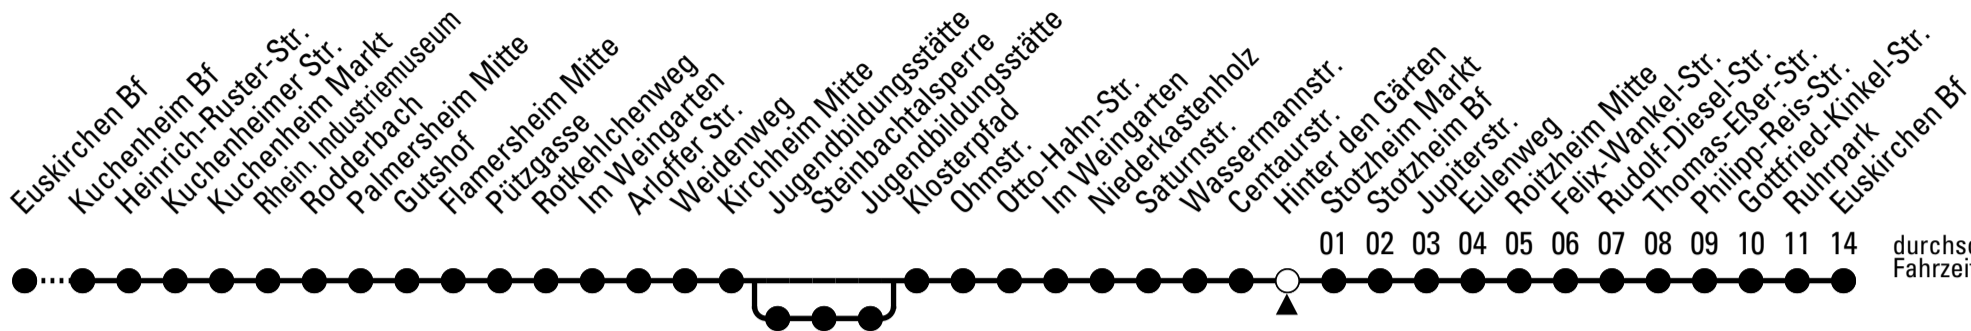 Euskirchen Bf
Kuchenheim Bf
Heinrich-Ruster-Str.
Kuchenheimer Str.
Kuchenheim Markt
Rhein. Industriemuseum
Rodderbach
Palmersheim Mitte
Gutshof
Flamersheim Mitte
Pützgasse
Rotkehlchenweg
Im Weingarten
Arloffer Str.
Weidenweg
Kirchheim Mitte
Jugendbildungsstätte
Steinbachtalsperre
Jugendbildungsstätte
Klosterpfad
Ohmstr.
Otto-Hahn-Str.
Im Weingarten
Niederkastenholz
Saturnstr.
Wassermannstr.
Centaurstr.
Hinter den Gärten
Stotzheim Markt
Stotzheim Bf
Jupiterstr.
Eulenweg
Roitzheim Mitte
Felix-Wankel-Str.
Rudolf-Diesel-Str.
Thomas-Eßer-Str.
Philipp-Reis-Str.
Gottfried-Kinkel-Str.
Ruhrpark
Euskirchen Bf
01 02 03 04 05 06 07 08 09 10 11 14